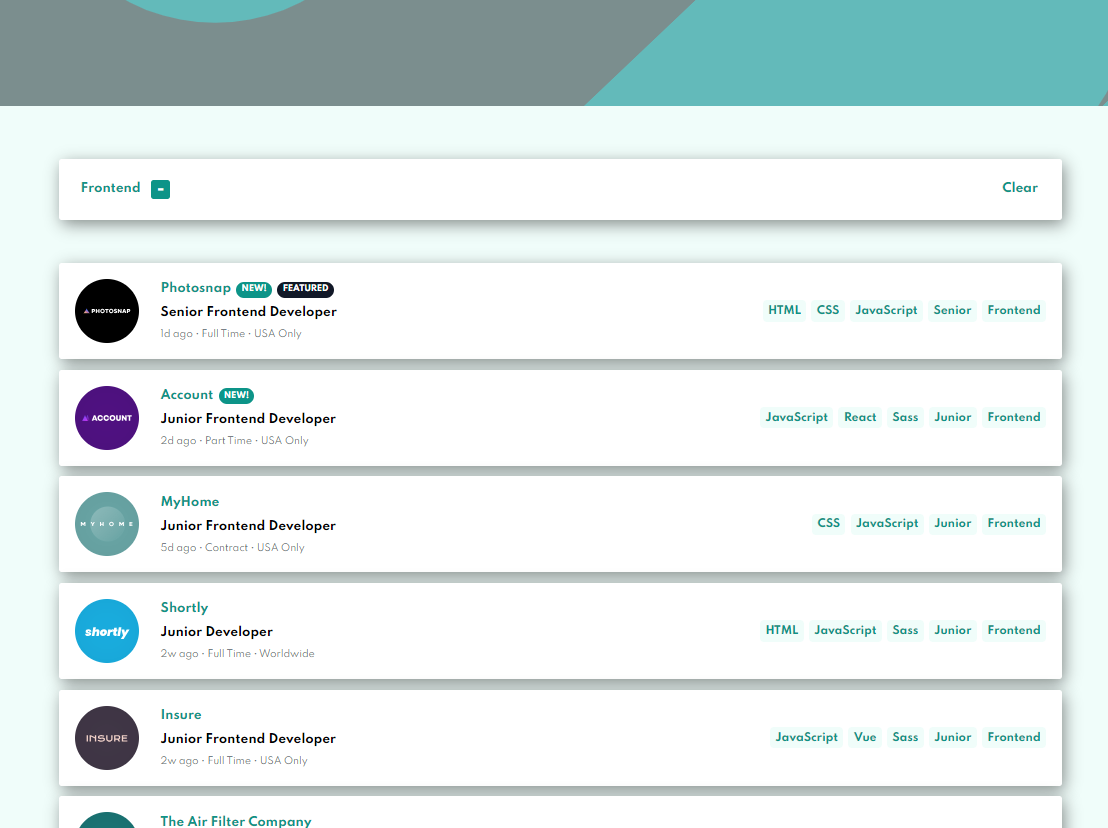 Frontend - Clear
PHOTOSNAP
Photosnap NEW! FEATURED
Senior Frontend Developer
1d ago · Full Time · USA Only
HTML CSS JavaScript Senior Frontend
ACCOUNT
Account NEW!
Junior Frontend Developer
2d ago · Part Time · USA Only
JavaScript React Sass Junior Frontend
MYHOME
MyHome
Junior Frontend Developer
5d ago · Contract · USA Only
CSS JavaScript Junior Frontend
shortly
Shortly
Junior Developer
2w ago · Full Time · Worldwide
HTML JavaScript Sass Junior Frontend
INSURE
Insure
Junior Frontend Developer
2w ago · Full Time · USA Only
JavaScript Vue Sass Junior Frontend
The Air Filter Company